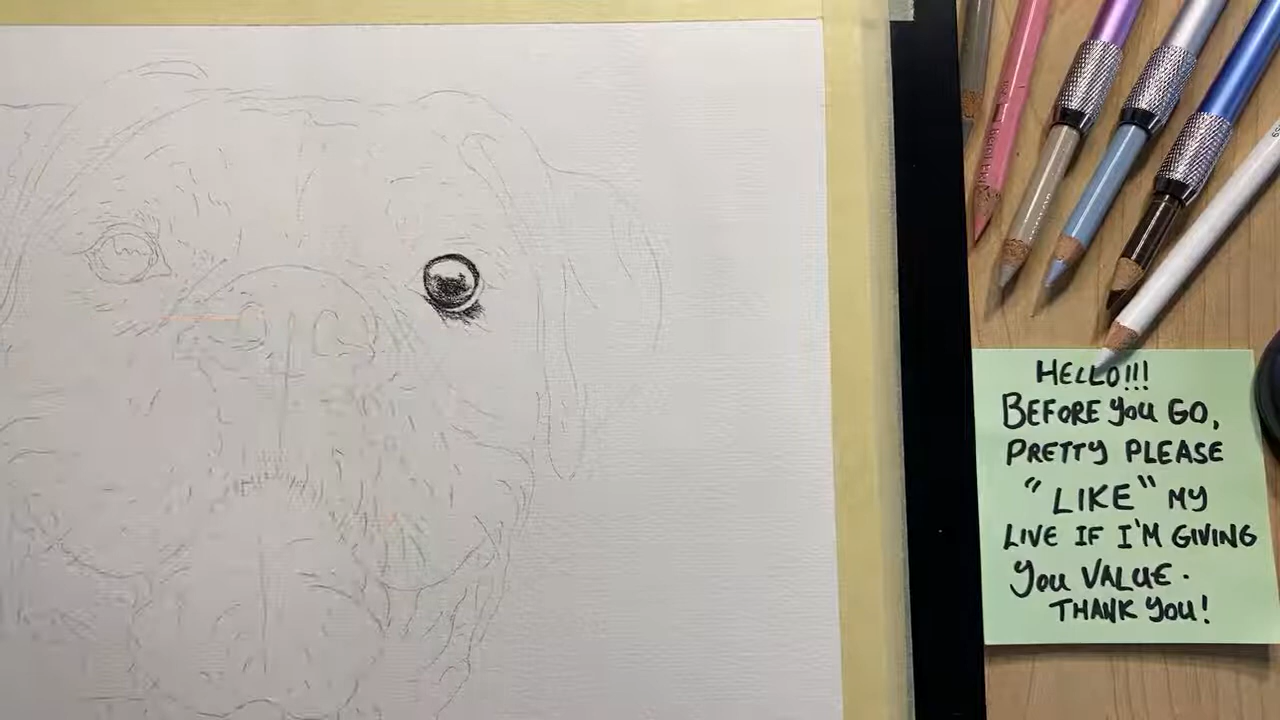 HELLO!!!
BEFORE YOU GO,
PRETTY PLEASE
"LIKE" MY
LIVE IF I'M GIVING
YOU VALUE.
THANK YOU!